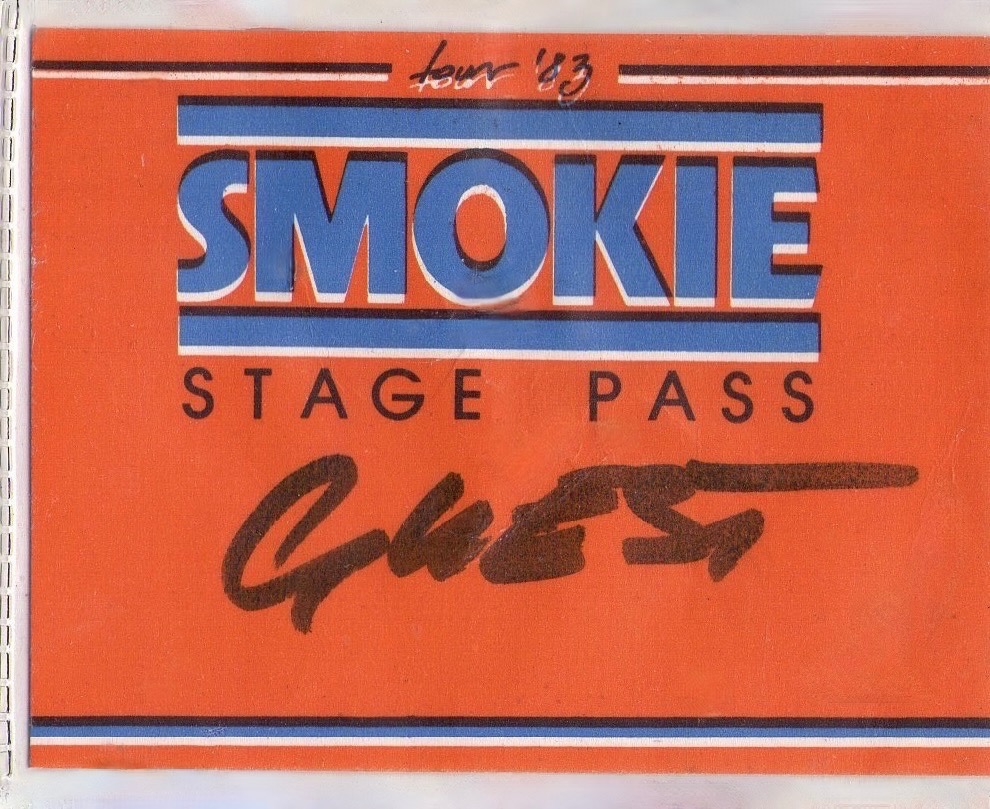 tour '83
SMOKIE
STAGE PASS
GUEST